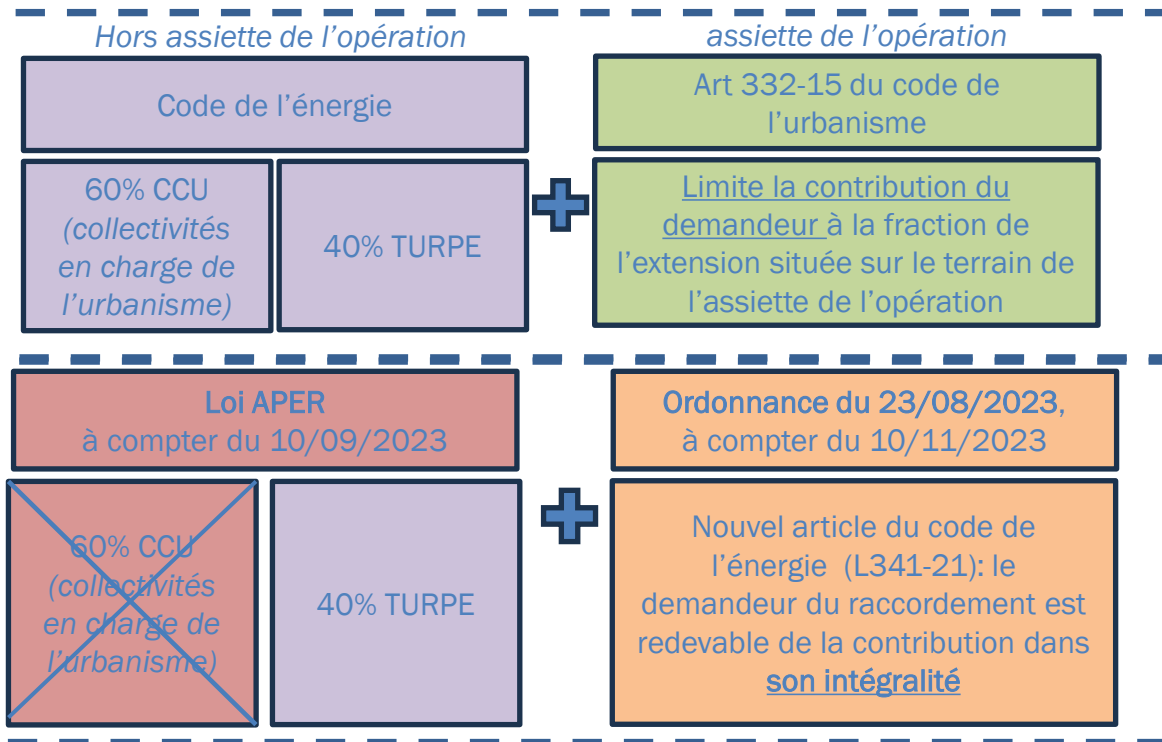 Hors assiette de l'opération
assiette de l'opération
Code de l'énergie
60% CCU
(collectivités
en charge de
l'urbanisme)
40% TURPE
Art 332-15 du code de
l'urbanisme
Limite la contribution du
demandeur à la fraction de
l'extension située sur le terrain de
l'assiette de l'opération
Loi APER
à compter du 10/09/2023
60% CCU
(collectivités
en charge de
l'urbanisme)
40% TURPE
Ordonnance du 23/08/2023,
à compter du 10/11/2023
Nouvel article du code de
l'énergie (L341-21): le
demandeur du raccordement est
redevable de la contribution dans
son intégralité